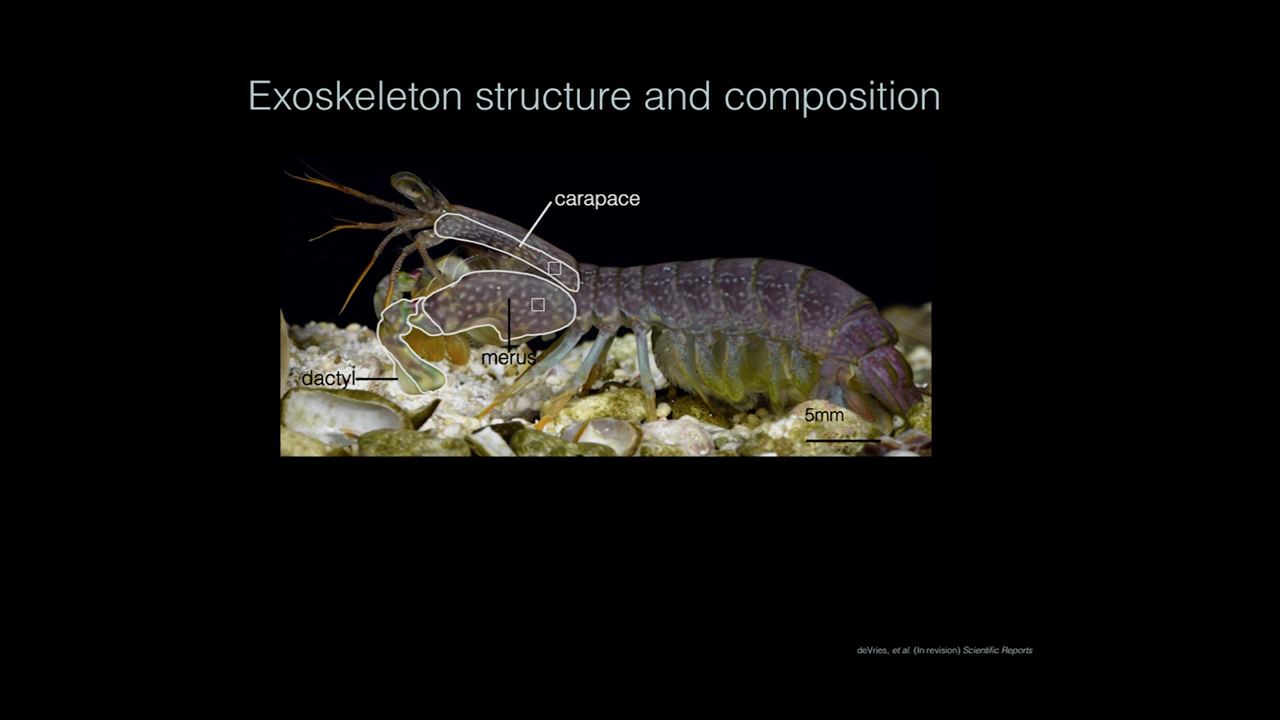 Exoskeleton structure and composition
carapace
merus
dactyl
5mm
deVries, et al. (In revision) Scientific Reports